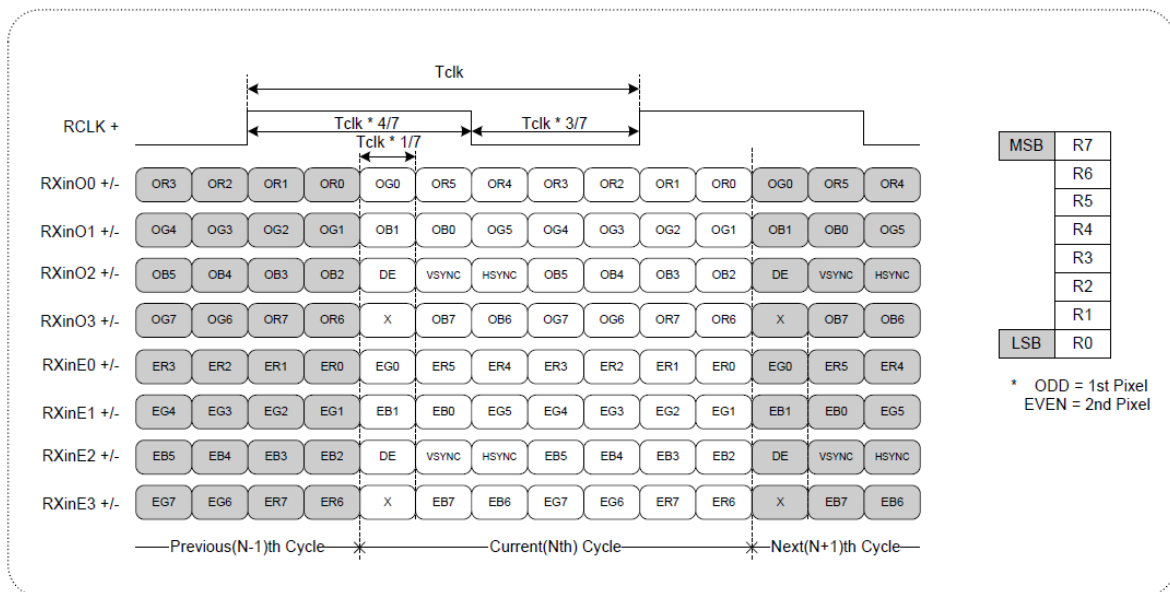 Tclk
RCLK +
Tclk * 4/7
Tclk * 3/7
Tclk * 1/7
RXinO0 +/- OR3 OR2 OR1 OR0 OG0 OR5 OR4 OR3 OR2 OR1 OR0 OG0 OR5 OR4
RXinO1 +/- OG4 OG3 OG2 OG1 OB1 OB0 OG5 OG4 OG3 OG2 OG1 OB1 OB0 OG5
RXinO2 +/- OB5 OB4 OB3 OB2 DE VSYNC HSYNC OB5 OB4 OB3 OB2 DE VSYNC HSYNC
RXinO3 +/- OG7 OG6 OR7 OR6 X OB7 OB6 OG7 OG6 OR7 OR6 X OB7 OB6
RXinE0 +/- ER3 ER2 ER1 ER0 EG0 ER5 ER4 ER3 ER2 ER1 ER0 EG0 ER5 ER4
RXinE1 +/- EG4 EG3 EG2 EG1 EB1 EB0 EG5 EG4 EG3 EG2 EG1 EB1 EB0 EG5
RXinE2 +/- EB5 EB4 EB3 EB2 DE VSYNC HSYNC EB5 EB4 EB3 EB2 DE VSYNC HSYNC
RXinE3 +/- EG7 EG6 ER7 ER6 X EB7 EB6 EG7 EG6 ER7 ER6 X EB7 EB6
Previous(N-1)th Cycle Current(Nth) Cycle Next(N+1)th Cycle
MSB R7
R6
R5
R4
R3
R2
R1
LSB R0
* ODD = 1st Pixel
EVEN = 2nd Pixel